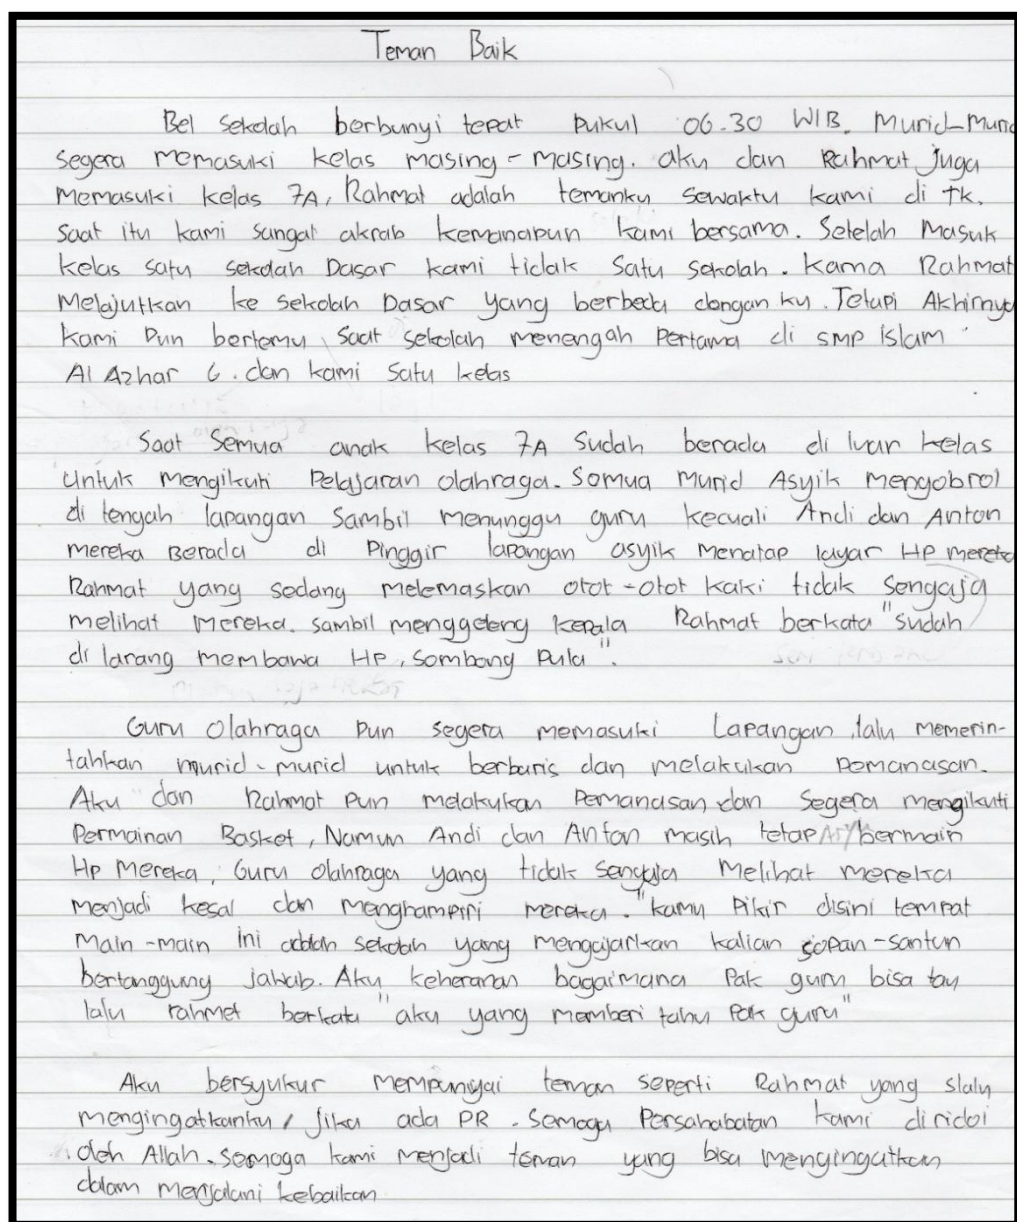 Teman Baik
Bel sekolah berbunyi tepat pukul 06.30 WIB. Murid-Murid
segera memasuki kelas masing-masing. aku dan Rahmat juga
Memasuki kelas 7A, Rahmat adalah temanku sewaktu kami di TK.
Saat itu kami sangat akrab kemanapun kami bersama. Setelah Masuk
kelas satu sekolah Dasar kami tidak satu sekolah. Karna Rahmat
Melajutkan ke sekolah Dasar yang berbeda dengan ku. Tetapi Akhirnya
kami pun bertemu saat sekolah menengah Pertama di SMP Islam
Al Azhar 6. dan kami satu kelas
Saat semua anak kelas 7A sudah berada di luar kelas
Untuk mengikuti Pelajaran olahraga. Semua Murid Asyik Mengobrol
di tengah lapangan sambil menunggu guru kecuali Andi dan Anton
mereka Berada di Pinggir lapangan asyik Menatap layar HP mereka
Rahmat yang sedang melemaskan otot-otot kaki tidak sengaja
melihat mereka. sambil menggeleng kepala Rahmat berkata "sudah
di larang membawa HP, sombong Pula".
Guru Olahraga pun segera memasuki Lapangan, lalu memerin-
tahkan murid-murid untuk berbaris dan melakukan Pemanasan.
Aku dan Rahmat pun melakukan Pemanasan dan segera mengikuti
Permainan Basket, Namun Andi dan Anton masih tetap Asyk bermain
HP Mereka, Guru Olahraga yang tidak sengaja Melihat mereka
menjadi kesal dan menghampiri mereka. "kamu Pikir disini tempat
Main-main ini adalah sekolah yang mengajarkan kalian sopan-santun
bertanggung jawab. Aku keheranan bagaimana Pak guru bisa tau
lalu rahmet berkata "aku yang memberi tahu Pak guru"
Aku bersyukur mempunyai teman seperti Rahmat yang slalu
mengingatkanku, jika ada PR. Semoga Persahabatan kami di ridoi
oleh Allah. semoga kami menjadi teman yang bisa mengingatkan
dalam menjalani kebaikan